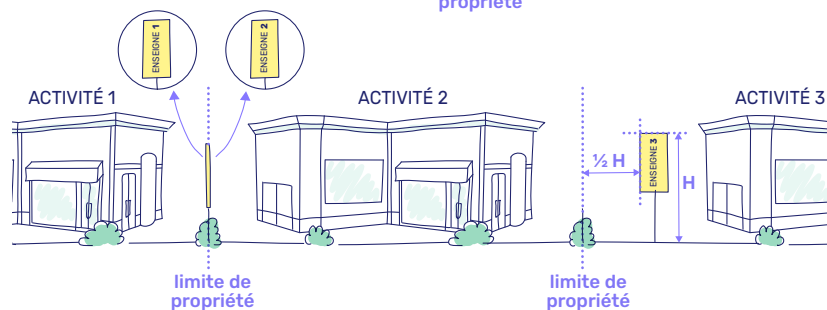 propriété
ENSEIGNE 1
ENSEIGNE 2
ACTIVITÉ 1
ACTIVITÉ 2
ACTIVITÉ 3
½ H
ENSEIGNE 3
H
limite de
propriété
limite de
propriété